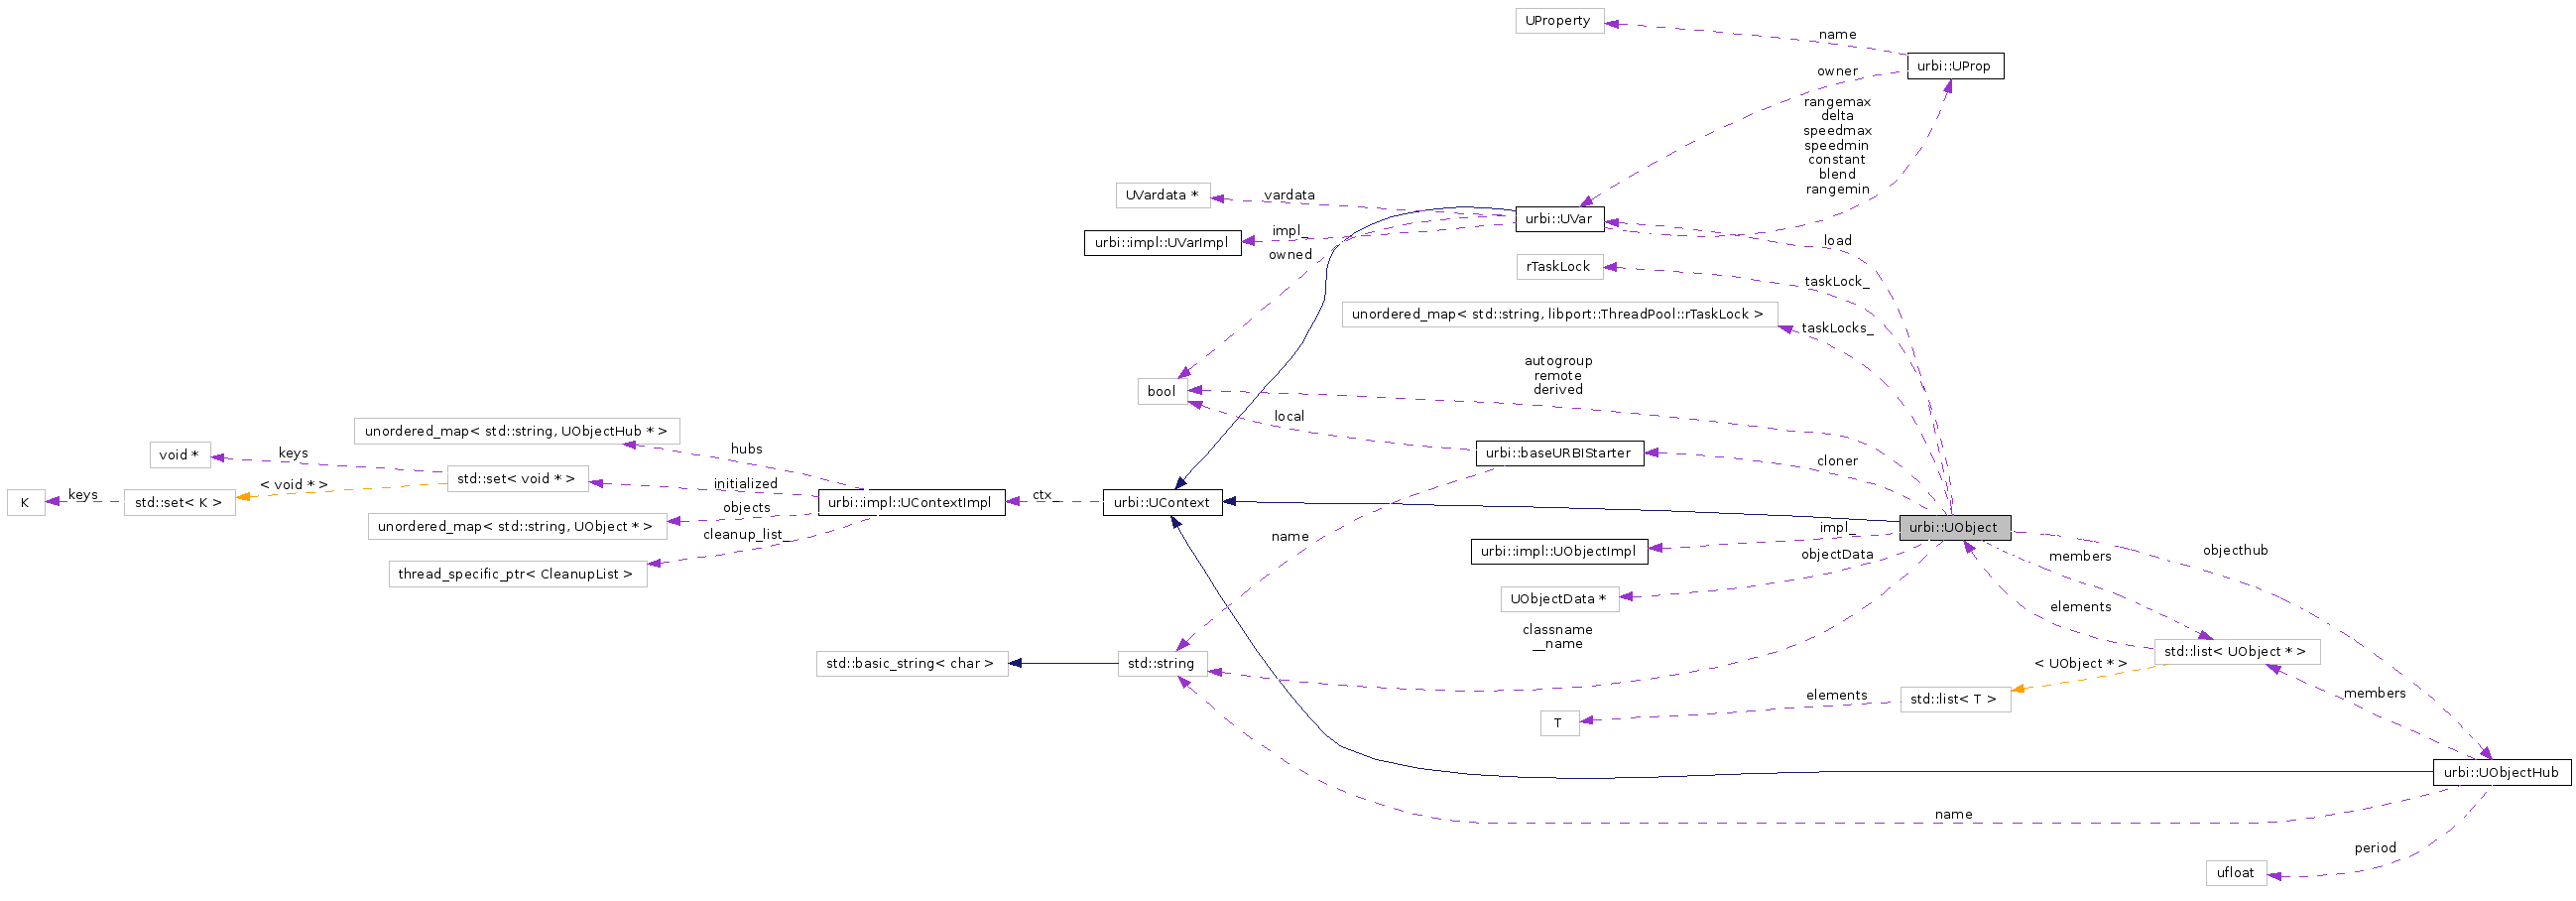 UProperty
name
urbi::UProp
owner
rangemax
delta
speedmax
speedmin
constant
blend
rangemin
UVardata *
vardata
urbi::UVar
urbi::impl::UVarImpl
impl_
owned
load
rTaskLock
taskLock_
unordered_map< std::string, libport::ThreadPool::rTaskLock >
taskLocks_
autogroup
remote
derived
bool
local
unordered_map< std::string, UObjectHub * >
hubs
void *
keys
urbi::baseURBIStarter
cloner
std::set< void * >
< void * >
initialized
K
keys
std::set< K >
urbi::impl::UContextImpl
ctx_
urbi::UContext
objects
unordered_map< std::string, UObject * >
cleanup_list_
thread_specific_ptr< CleanupList >
name
urbi::UObject
impl_
urbi::impl::UObjectImpl
objectData
UObjectData *
members
objecthub
elements
classname
__name
std::basic_string< char >
std::string
std::list< UObject * >
< UObject * >
elements
std::list< T >
members
T
urbi::UObjectHub
name
period
ufloat